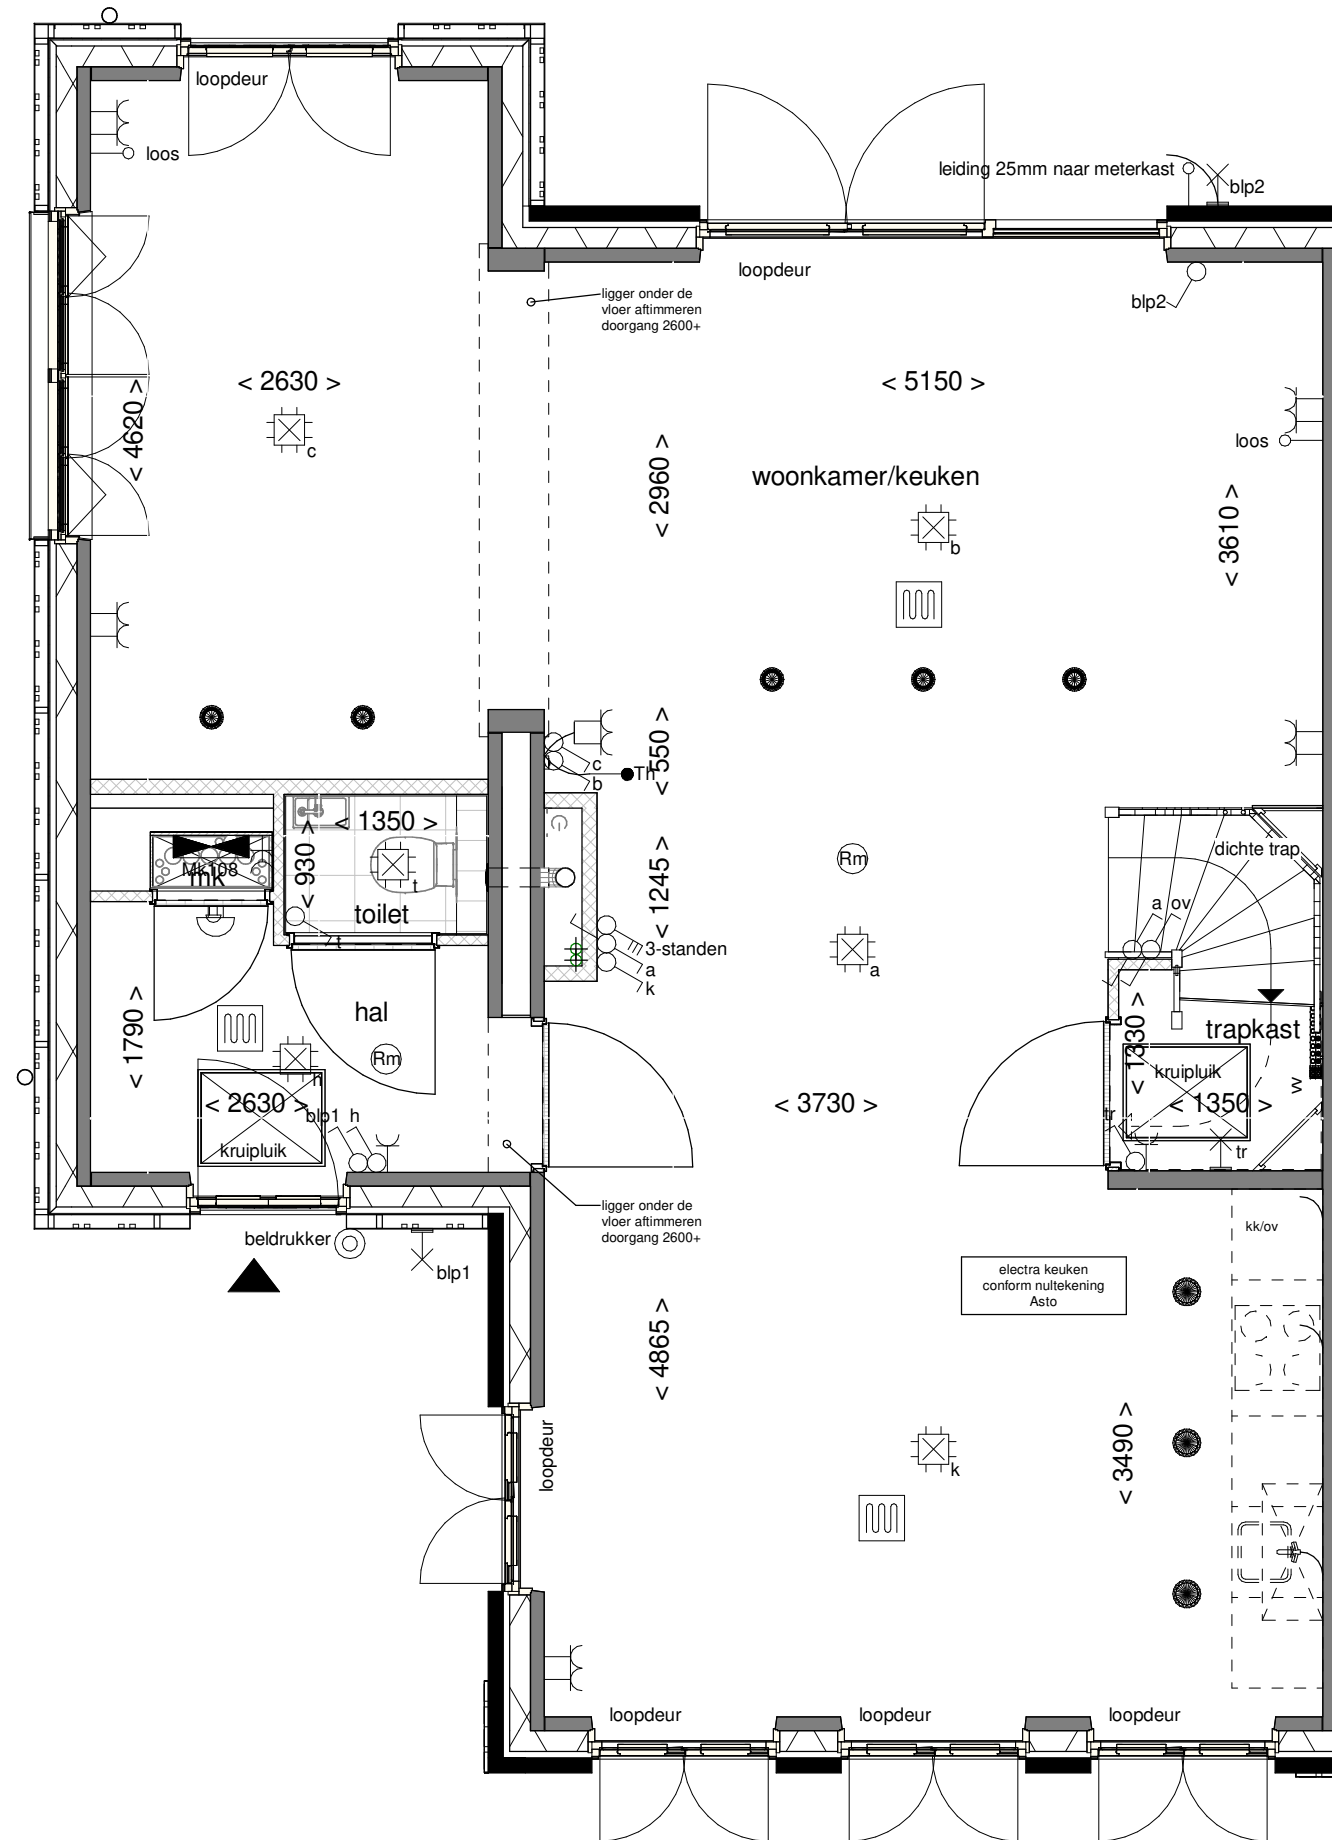 loopdeur
loos
leiding 25mm naar meterkast
blp2
loopdeur
blp2
ligger onder de
vloer aftimmeren
doorgang 2600+
< 2630 >
< 5150 >
< 4620 >
c
< 2960 >
loos
woonkamer/keuken
b
< 3610 >
< 550 >
c
b
Th
< 1350 >
< 930 >
t
toilet
t
Mk108
mk
< 1245 >
Rm
dichte trap
a ov
3-standen
a
k
a
hal
Rm
< 1790 >
h
< 2630 >
blp1 h
kruipluik
trapkast
< 1330 >
kruipluik
< 1350 >
w
tr
tr
< 3730 >
ligger onder de
vloer aftimmeren
doorgang 2600+
beldrukker
blp1
kk/ov
electra keuken
conform nultekening
Asto
< 4865 >
loopdeur
k
< 3490 >
loopdeur
loopdeur
loopdeur